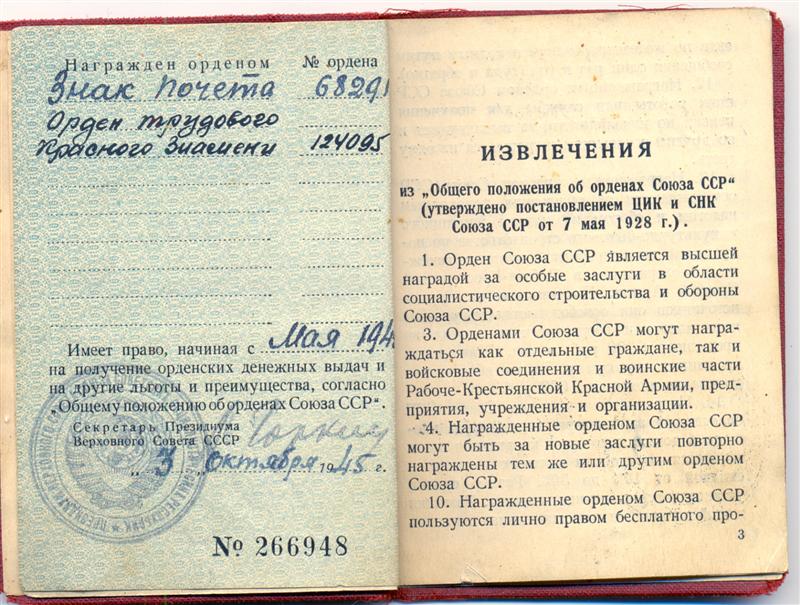 Награжден орденом № ордена
Знак Почета 68291
Орден трудового
Красного Знамени 124095
Имеет право, начиная с Мая 194
на получение орденских денежных выдач и
на другие льготы и преимущества, согласно
„Общему положению об орденах Союза ССР“.
Секретарь Президиума
Верховного Совета СССР Горкин
„ 3 „ октября 1945 г.
№ 266948
ИЗВЛЕЧЕНИЯ
из „Общего положения об орденах Союза ССР“
(утверждено постановлением ЦИК и СНК
Союза ССР от 7 мая 1928 г.).
1. Орден Союза ССР является высшей
наградой за особые заслуги в области
социалистического строительства и обороны
Союза ССР.
3. Орденами Союза ССР могут награ-
ждаться как отдельные граждане, так и
войсковые соединения и воинские части
Рабоче-Крестьянской Красной Армии, пред-
приятия, учреждения и организации.
4. Награжденные орденом Союза ССР
могут быть за новые заслуги повторно
награждены тем же или другим орденом
Союза ССР.
10. Награжденные орденом Союза ССР
пользуются лично правом бесплатного про-
3